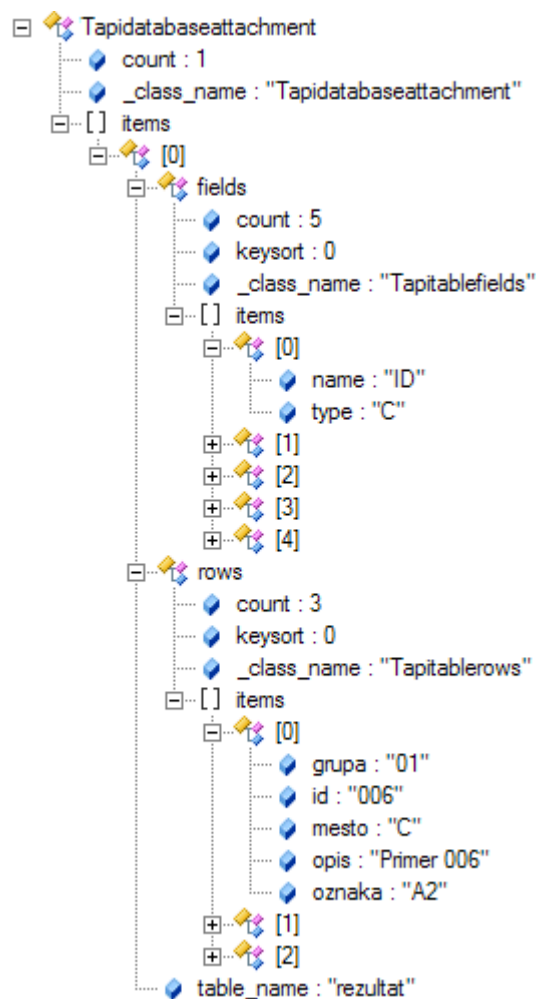 Tapidatabaseattachment
count : 1
_class_name : "Tapidatabaseattachment"
[] items
[0]
fields
count : 5
keysort : 0
_class_name : "Tapitablefields"
[] items
[0]
name : "ID"
type : "C"
[1]
[2]
[3]
[4]
rows
count : 3
keysort : 0
_class_name : "Tapitablerows"
[] items
[0]
grupa : "01"
id : "006"
mesto : "C"
opis : "Primer 006"
oznaka : "A2"
[1]
[2]
table_name : "rezultat"